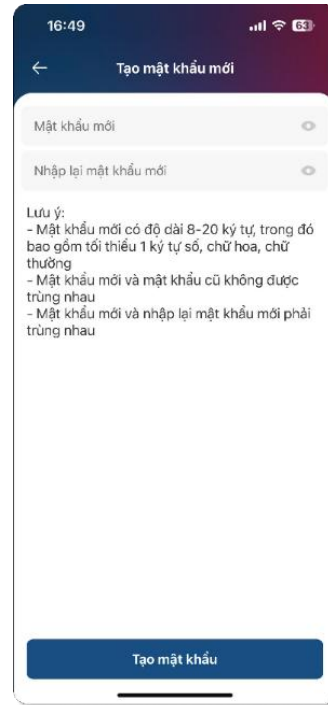 16:49
63
Tạo mật khẩu mới
Mật khẩu mới
Nhập lại mật khẩu mới
Lưu ý:
- Mật khẩu mới có độ dài 8-20 ký tự, trong đó
bao gồm tối thiểu 1 ký tự số, chữ hoa, chữ
thường
- Mật khẩu mới và mật khẩu cũ không được
trùng nhau
- Mật khẩu mới và nhập lại mật khẩu mới phải
trùng nhau
Tạo mật khẩu